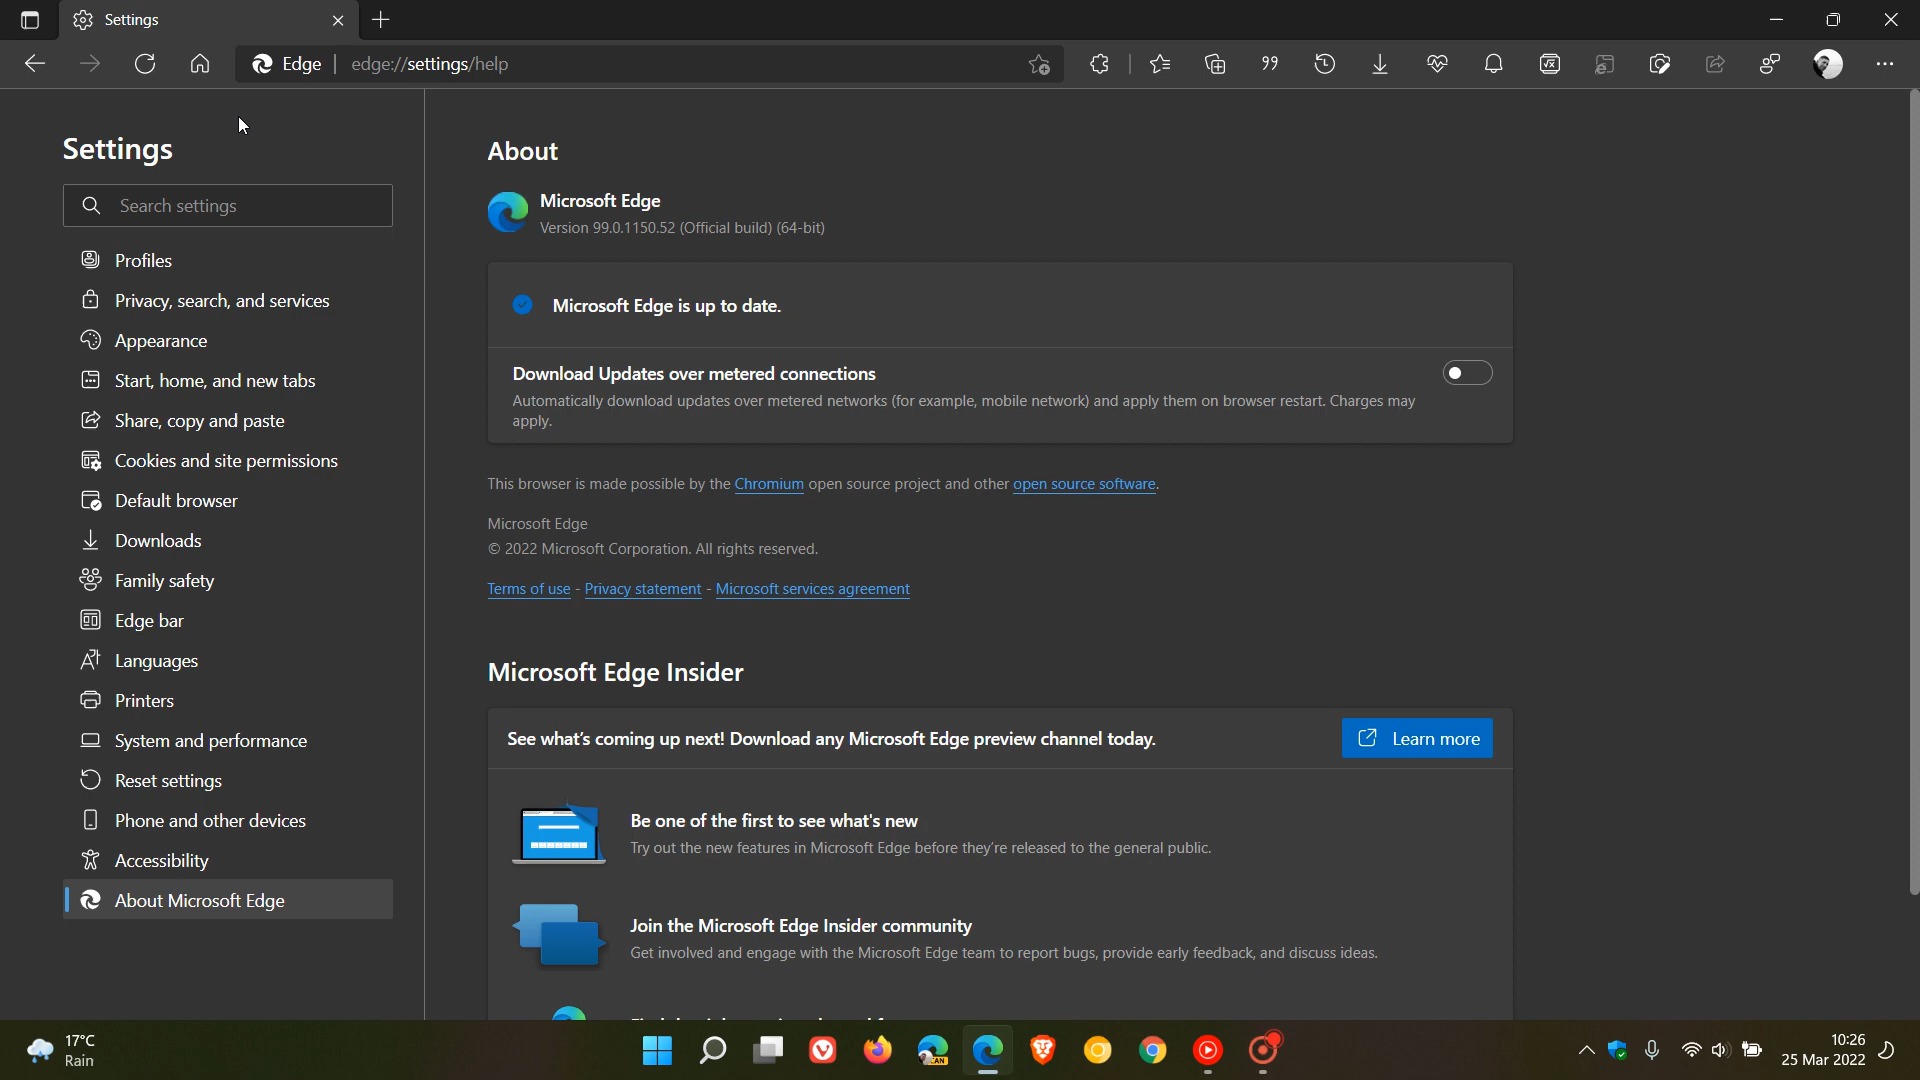 Settings
Edge
edge://settings/help
Settings
Search settings
Profiles
Privacy, search, and services
Appearance
Start, home, and new tabs
Share, copy and paste
Cookies and site permissions
Default browser
Downloads
Family safety
Edge bar
Languages
Printers
System and performance
Reset settings
Phone and other devices
Accessibility
About Microsoft Edge
About
Microsoft Edge
Version 99.0.1150.52 (Official build) (64-bit)
Microsoft Edge is up to date.
Download Updates over metered connections
Automatically download updates over metered networks (for example, mobile network) and apply them on browser restart. Charges may
apply.
This browser is made possible by the Chromium open source project and other open source software.
Microsoft Edge
© 2022 Microsoft Corporation. All rights reserved.
Terms of use - Privacy statement - Microsoft services agreement
Microsoft Edge Insider
See what's coming up next! Download any Microsoft Edge preview channel today.
Learn more
Be one of the first to see what's new
Try out the new features in Microsoft Edge before they're released to the general public.
Join the Microsoft Edge Insider community
Get involved and engage with the Microsoft Edge team to report bugs, provide early feedback, and discuss ideas.
17°C
Rain
CAN
10:26
25 Mar 2022